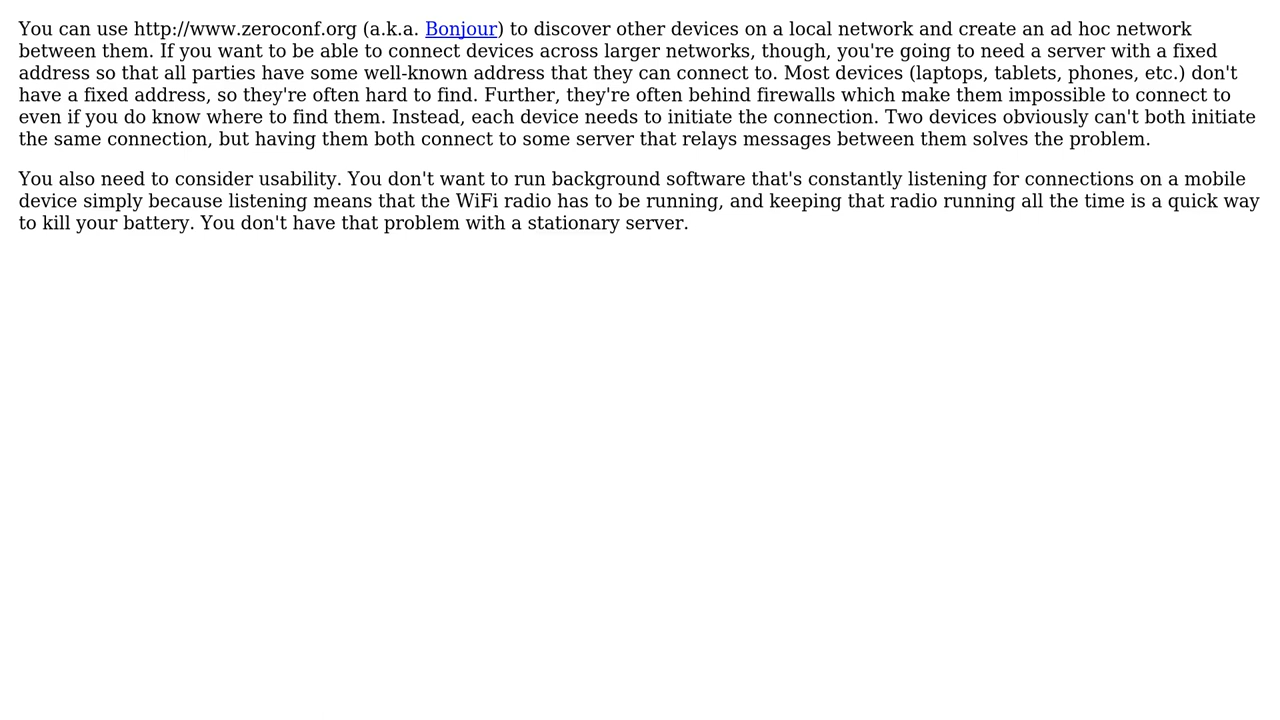 You can use http://www.zeroconf.org (a.k.a. Bonjour) to discover other devices on a local network and create an ad hoc network
between them. If you want to be able to connect devices across larger networks, though, you're going to need a server with a fixed
address so that all parties have some well-known address that they can connect to. Most devices (laptops, tablets, phones, etc.) don't
have a fixed address, so they're often hard to find. Further, they're often behind firewalls which make them impossible to connect to
even if you do know where to find them. Instead, each device needs to initiate the connection. Two devices obviously can't both initiate
the same connection, but having them both connect to some server that relays messages between them solves the problem.
You also need to consider usability. You don't want to run background software that's constantly listening for connections on a mobile
device simply because listening means that the WiFi radio has to be running, and keeping that radio running all the time is a quick way
to kill your battery. You don't have that problem with a stationary server.